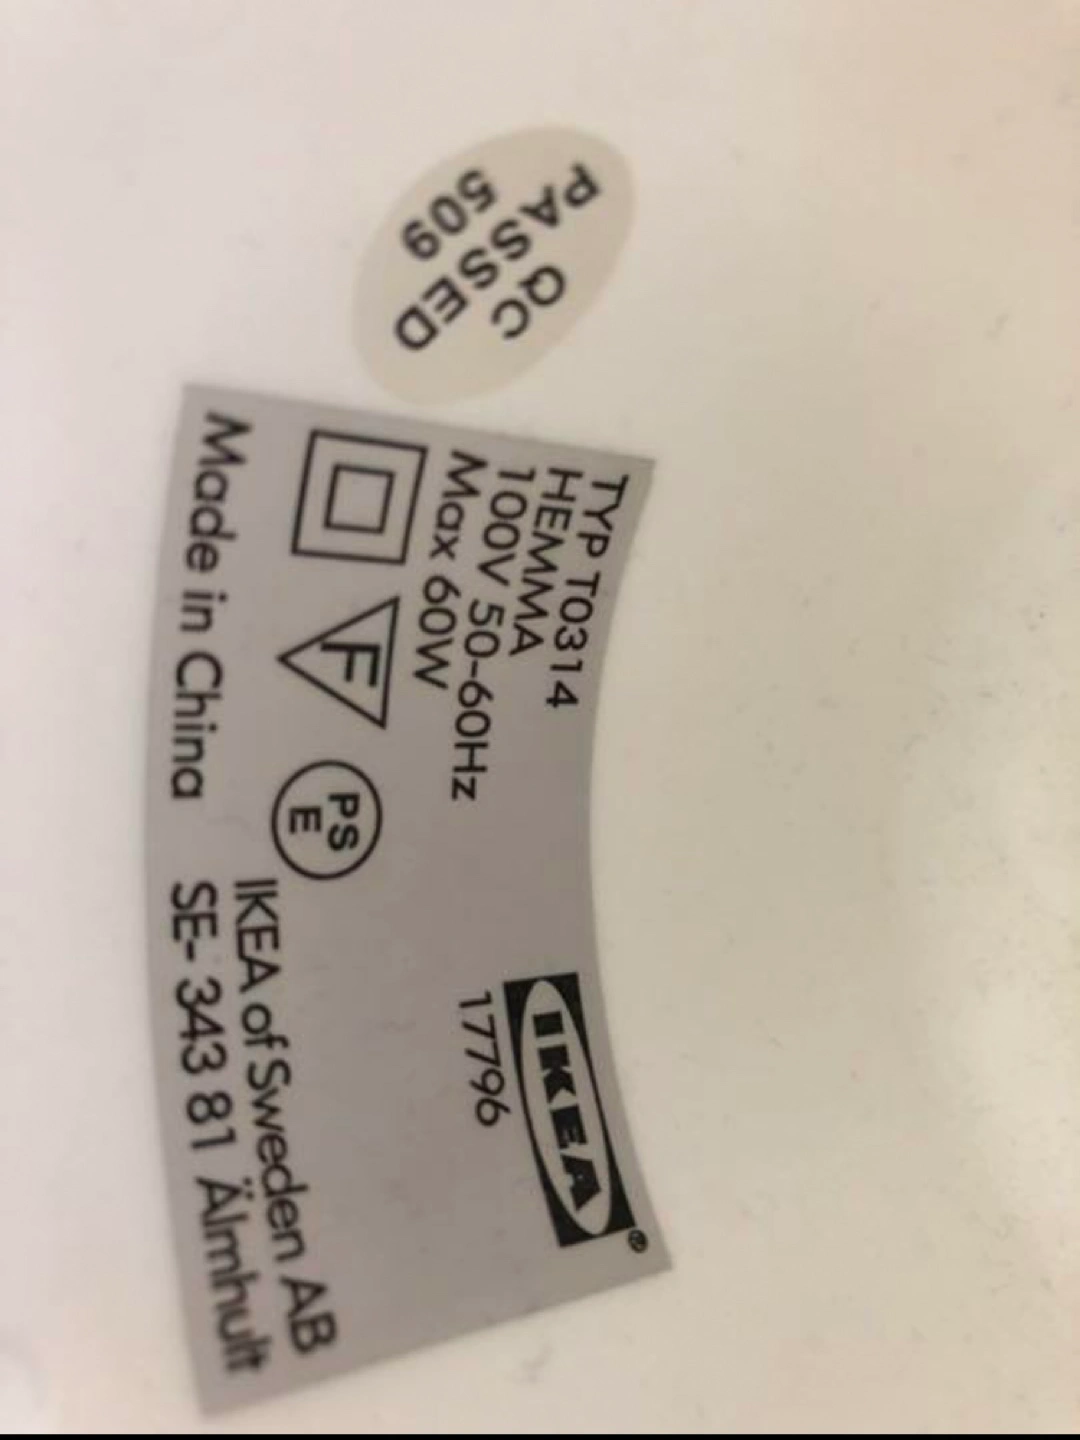 QC
PASSED
509
TYP T0314
HEMMA
100V 50-60Hz
Max 60W
F
PS
E
Made in China
IKEA®
17796
IKEA of Sweden AB
SE- 343 81 Älmhult